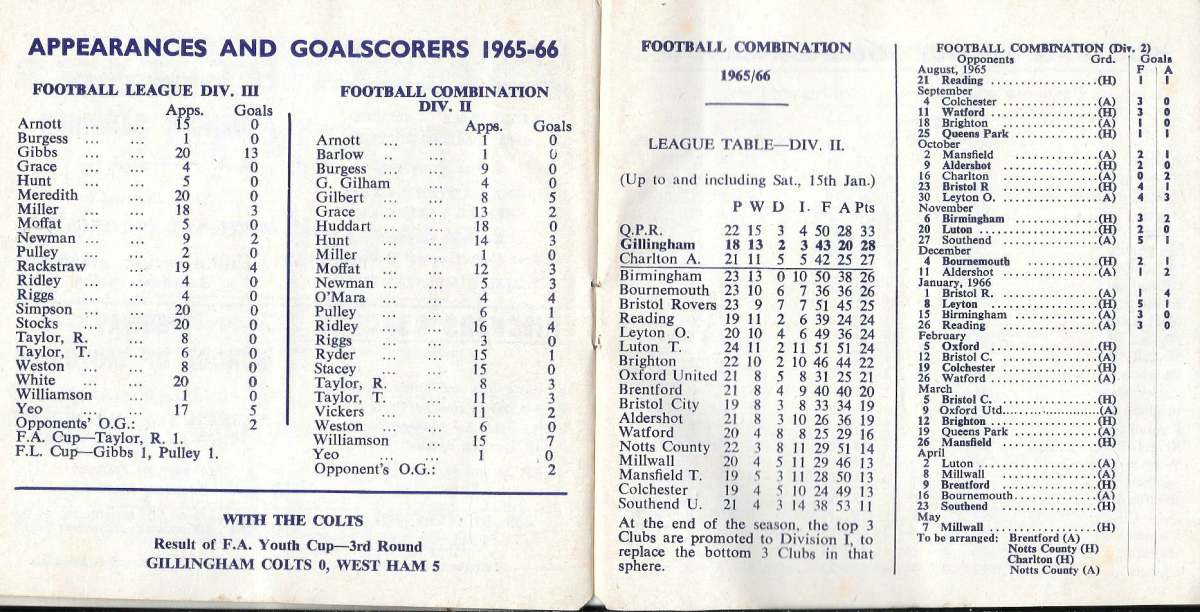 APPEARANCES AND GOALSCORERS 1965-66
FOOTBALL LEAGUE DIV. III
Apps. Goals
Arnott ... ... 15 0
Burgess ... ... 1 0
Gibbs ... ... 20 13
Grace ... ... 4 0
Hunt ... ... 5 0
Meredith ... ... 20 0
Miller ... ... 18 3
Moffat ... ... 5 0
Newman ... ... 9 2
Pulley ... ... 2 0
Rackstraw ... ... 19 4
Ridley ... ... 4 0
Riggs ... ... 4 0
Simpson ... ... 20 0
Stocks ... ... 20 0
Taylor, R. ... 8 0
Taylor, T. ... 6 0
Weston ... ... 8 0
White ... ... 20 0
Williamson ... 1 0
Yeo ... ... 17 5
Opponents' O.G.: 2
F.A. Cup—Taylor, R. 1.
F.L. Cup—Gibbs 1, Pulley 1.
FOOTBALL COMBINATION
DIV. II
Apps. Goals
Arnott ... ... 1 0
Barlow ... ... 1 0
Burgess ... ... 9 0
G. Gilham ... 4 0
Gilbert ... ... 8 5
Grace ... ... 13 2
Huddart ... ... 18 0
Hunt ... ... 14 3
Miller ... ... 1 0
Moffat ... ... 12 3
Newman ... ... 5 3
O'Mara ... ... 4 4
Pulley ... ... 6 1
Ridley ... ... 16 4
Riggs ... ... 3 0
Ryder ... ... 15 1
Stacey ... ... 15 0
Taylor, R. ... 8 3
Taylor, T. ... 11 3
Vickers ... ... 11 2
Weston ... ... 6 0
Williamson ... 15 7
Yeo ... ... 1 0
Opponent's O.G.: 2
WITH THE COLTS
Result of F.A. Youth Cup—3rd Round
GILLINGHAM COLTS 0, WEST HAM 5
FOOTBALL COMBINATION
1965/66
LEAGUE TABLE—DIV. II.
(Up to and including Sat., 15th Jan.)
P W D L F A Pts
Q.P.R. 22 15 3 4 50 28 33
Gillingham 18 13 2 3 43 20 28
Charlton A. 21 11 5 5 42 25 27
Birmingham 23 13 0 10 50 38 26
Bournemouth 23 10 6 7 36 36 26
Bristol Rovers 23 9 7 7 51 45 25
Reading 19 11 2 6 39 24 24
Leyton O. 20 10 4 6 49 36 24
Luton T. 24 11 2 11 51 51 24
Brighton 22 10 2 10 46 44 22
Oxford United 21 8 5 8 31 25 21
Brentford 21 8 4 9 40 40 20
Bristol City 19 8 3 8 33 34 19
Aldershot 21 8 3 10 26 36 19
Watford 20 4 8 8 25 29 16
Notts County 22 3 8 11 29 51 14
Millwall 20 4 5 11 29 46 13
Mansfield T. 19 5 3 11 28 50 13
Colchester 19 4 5 10 24 49 13
Southend U. 21 4 3 14 38 53 11
At the end of the season, the top 3
Clubs are promoted to Division I, to
replace the bottom 3 Clubs in that
sphere.
FOOTBALL COMBINATION (Div. 2)
Opponents Grd. Goals
August, 1965 F A
21 Reading (H) 1 1
September
4 Colchester (A) 3 0
11 Watford (H) 3 0
18 Brighton (A) 1 0
25 Queens Park (H) 1 1
October
2 Mansfield (A) 2 1
9 Aldershot (H) 2 0
16 Charlton (A) 0 2
23 Bristol R (H) 4 1
30 Leyton O. (A) 4 3
November
6 Birmingham (H) 3 2
20 Luton (H) 2 0
27 Southend (A) 5 1
December
4 Bournemouth (H) 2 1
11 Aldershot (A) 1 2
January, 1966
1 Bristol R. (A) 1 4
8 Leyton (H) 5 1
15 Birmingham (A) 3 0
26 Reading (A) 3 0
February
5 Oxford (H)
12 Bristol C. (A)
19 Colchester (H)
26 Watford (A)
March
5 Bristol C. (H)
9 Oxford Utd. (A)
12 Brighton (H)
19 Queens Park (A)
26 Mansfield (H)
April
2 Luton (A)
8 Millwall (A)
9 Brentford (H)
16 Bournemouth (A)
23 Southend (H)
May
7 Millwall (H)
To be arranged: Brentford (A)
Notts County (H)
Charlton (H)
Notts County (A)